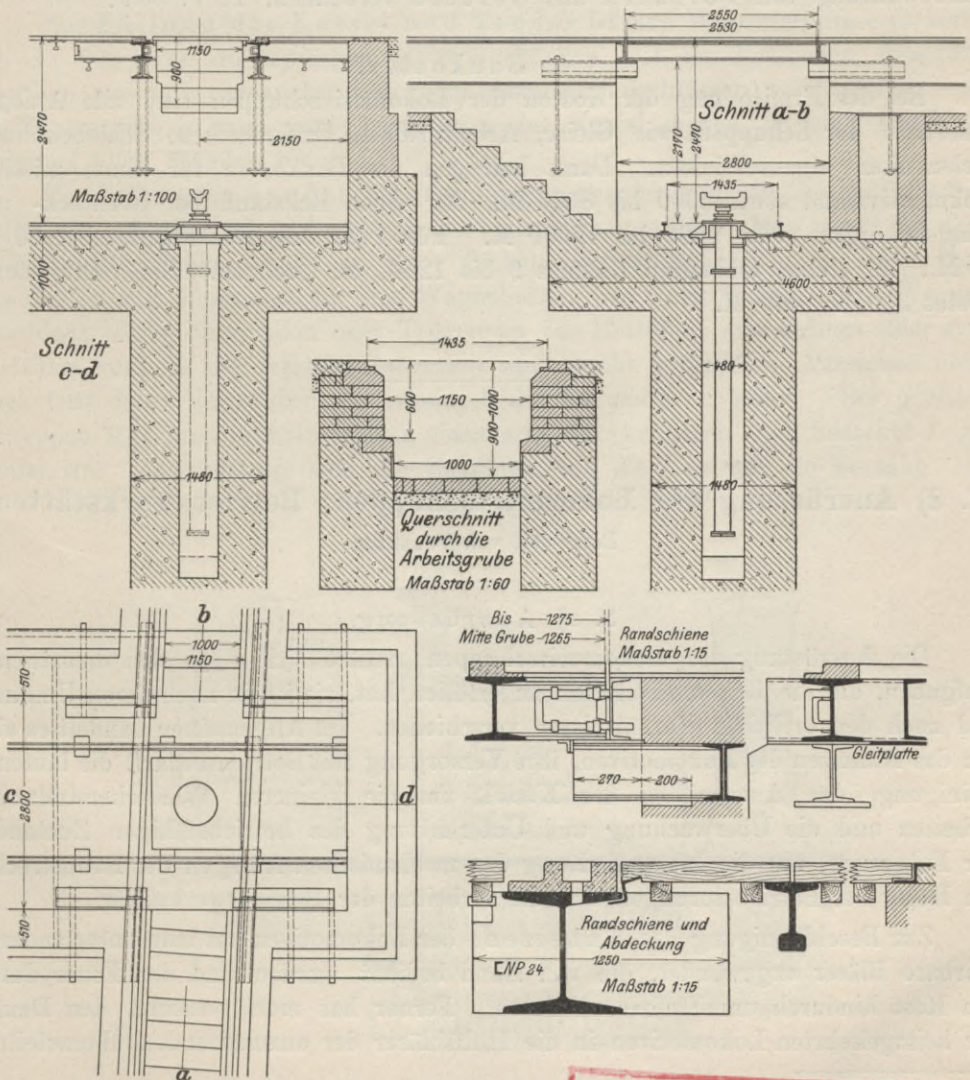 2550
2530
1150
900
2470
2150
Maßstab 1:100
1000
Schnitt
c-d
1480
Schnitt a-b
2170
2470
2800
1435
4600
480
1480
1435
600
1150
900-1000
1000
Querschnitt
durch die
Arbeitsgrube
Maßstab 1:60
b
1000
1150
510
c
2800
d
510
a
Bis 1275
Mitte Grube 1265
Randschiene
Maßstab 1:15
270
200
Gleitplatte
Randschiene und
Abdeckung
1250
NP 24
Maßstab 1:15